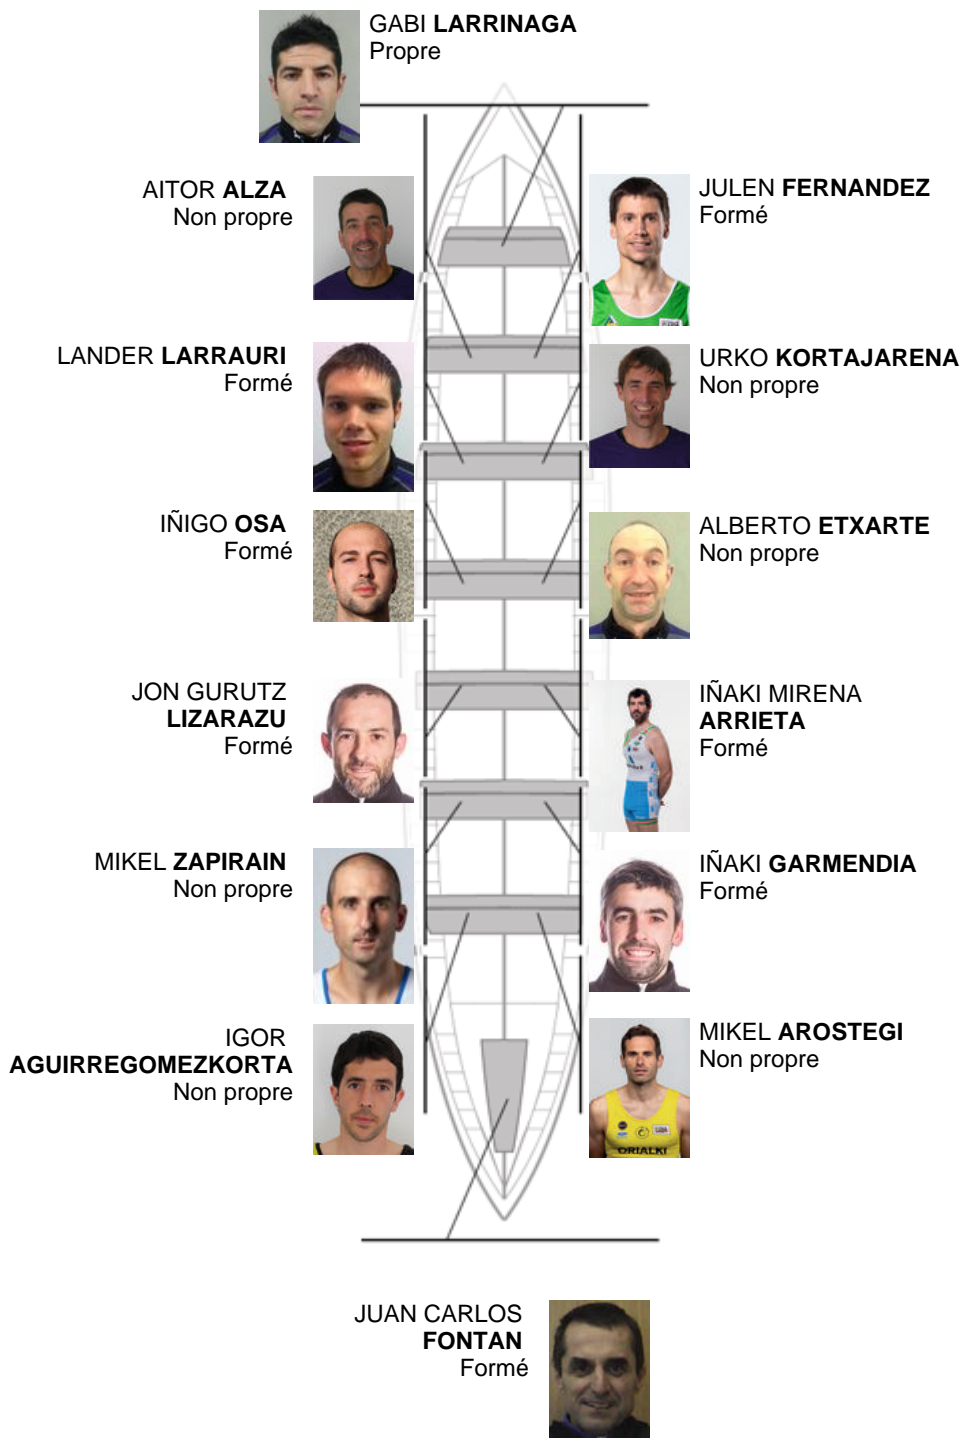 GABI LARRINAGA
Propre
AITOR ALZA
Non propre
JULEN FERNANDEZ
Formé
LANDER LARRAURI
Formé
URKO KORTAJARENA
Non propre
IÑIGO OSA
Formé
ALBERTO ETXARTE
Non propre
JON GURUTZ
LIZARAZU
Formé
IÑAKI MIRENA
ARRIETA
Formé
MIKEL ZAPIRAIN
Non propre
IÑAKI GARMENDIA
Formé
IGOR
AGUIRREGOMEZKORTA
Non propre
MIKEL AROSTEGI
Non propre
ORIALKI
JUAN CARLOS
FONTAN
Formé